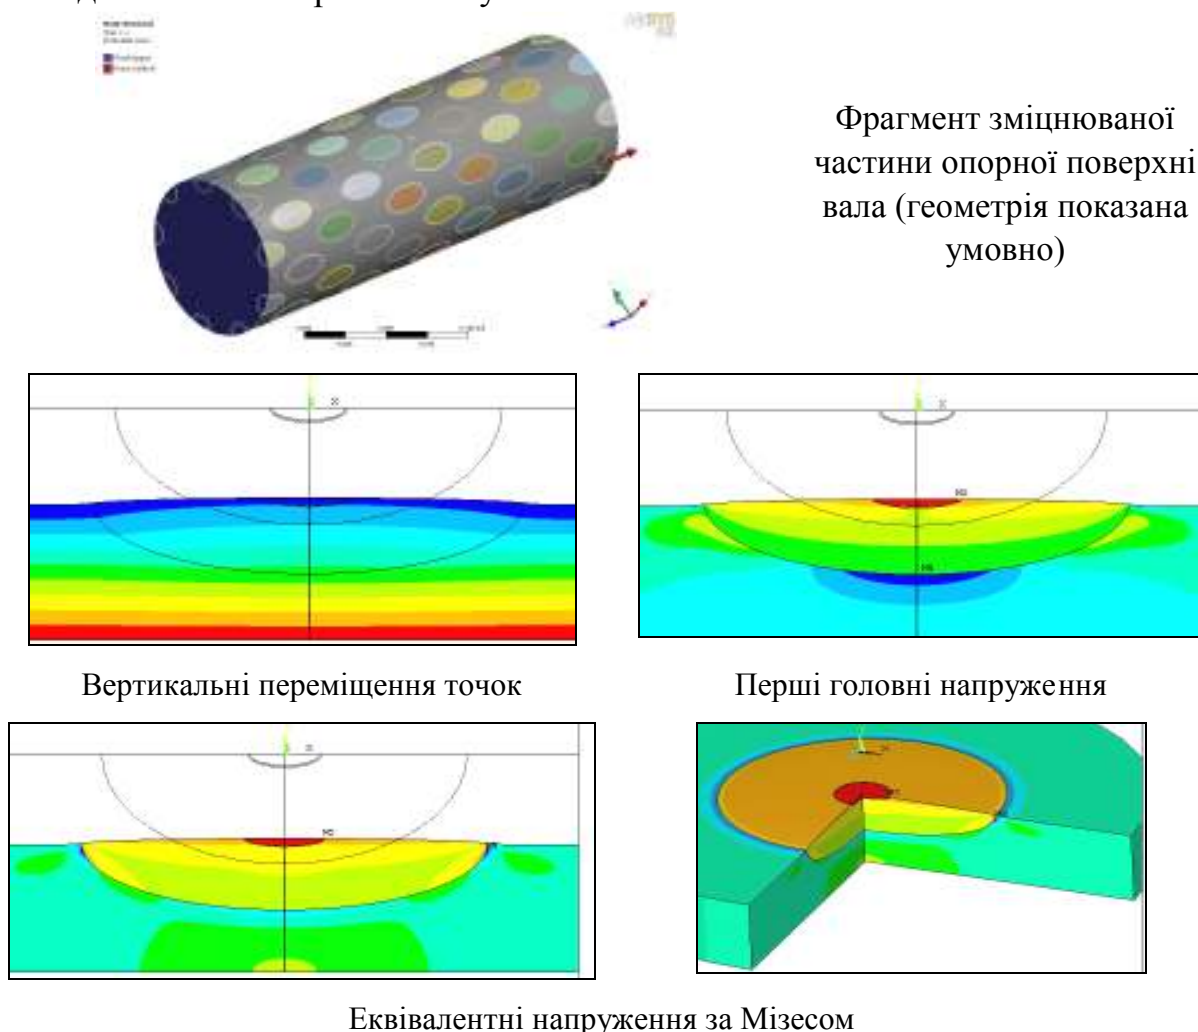 Фрагмент зміцнюваної
частини опорної поверхні
вала (геометрія показана
умовно)
Вертикальні переміщення точок
Перші головні напруження
Еквівалентні напруження за Мізесом